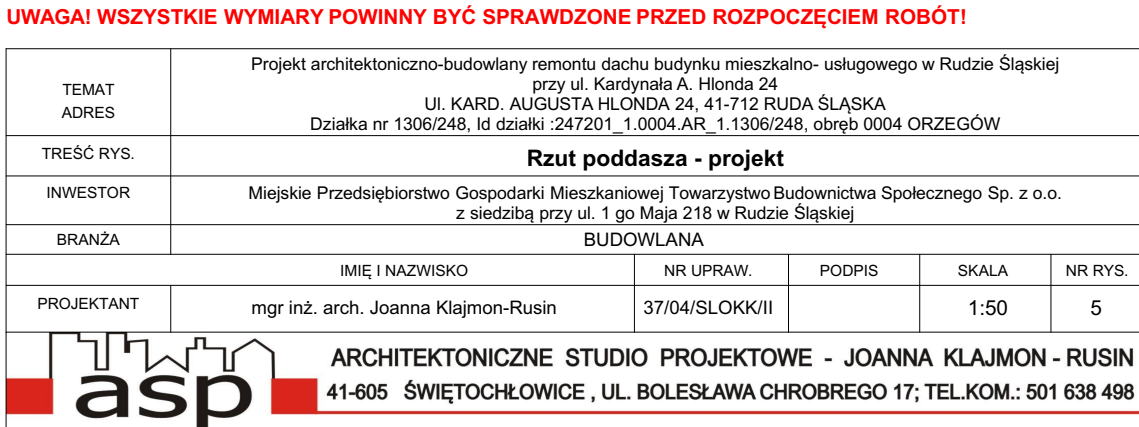 UWAGA! WSZYSTKIE WYMIARY POWINNY BYĆ SPRAWDZONE PRZED ROZPOCZĘCIEM ROBÓT!
TEMAT
ADRES
Projekt architektoniczno-budowlany remontu dachu budynku mieszkalno- usługowego w Rudzie Śląskiej
przy ul. Kardynała A. Hlonda 24
Ul. KARD. AUGUSTA HLONDA 24, 41-712 RUDA ŚLĄSKA
Działka nr 1306/248, Id działki :247201_1.0004.AR_1.1306/248, obręb 0004 ORZEGÓW
TREŚĆ RYS.
Rzut poddasza - projekt
INWESTOR
Miejskie Przedsiębiorstwo Gospodarki Mieszkaniowej Towarzystwo Budownictwa Społecznego Sp. z o.o.
z siedzibą przy ul. 1 go Maja 218 w Rudzie Śląskiej
BRANŻA
BUDOWLANA
IMIĘ I NAZWISKO NR UPRAW. PODPIS SKALA NR RYS.
PROJEKTANT mgr inż. arch. Joanna Klajmon-Rusin 37/04/SLOKK/II 1:50 5
asp
ARCHITEKTONICZNE STUDIO PROJEKTOWE - JOANNA KLAJMON - RUSIN
41-605 ŚWIĘTOCHŁOWICE , UL. BOLESŁAWA CHROBREGO 17; TEL.KOM.: 501 638 498